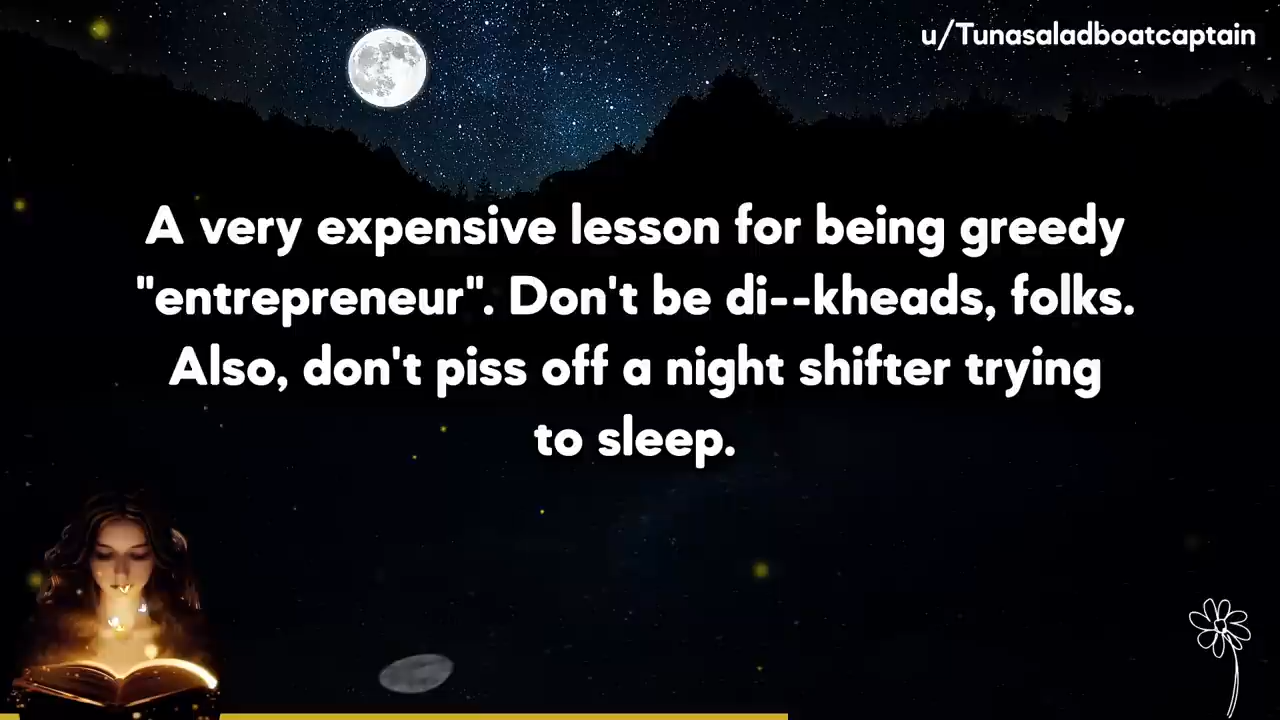 u/Tunasaladboatcaptain
A very expensive lesson for being greedy
"entrepreneur". Don't be di--kheads, folks.
Also, don't piss off a night shifter trying
to sleep.